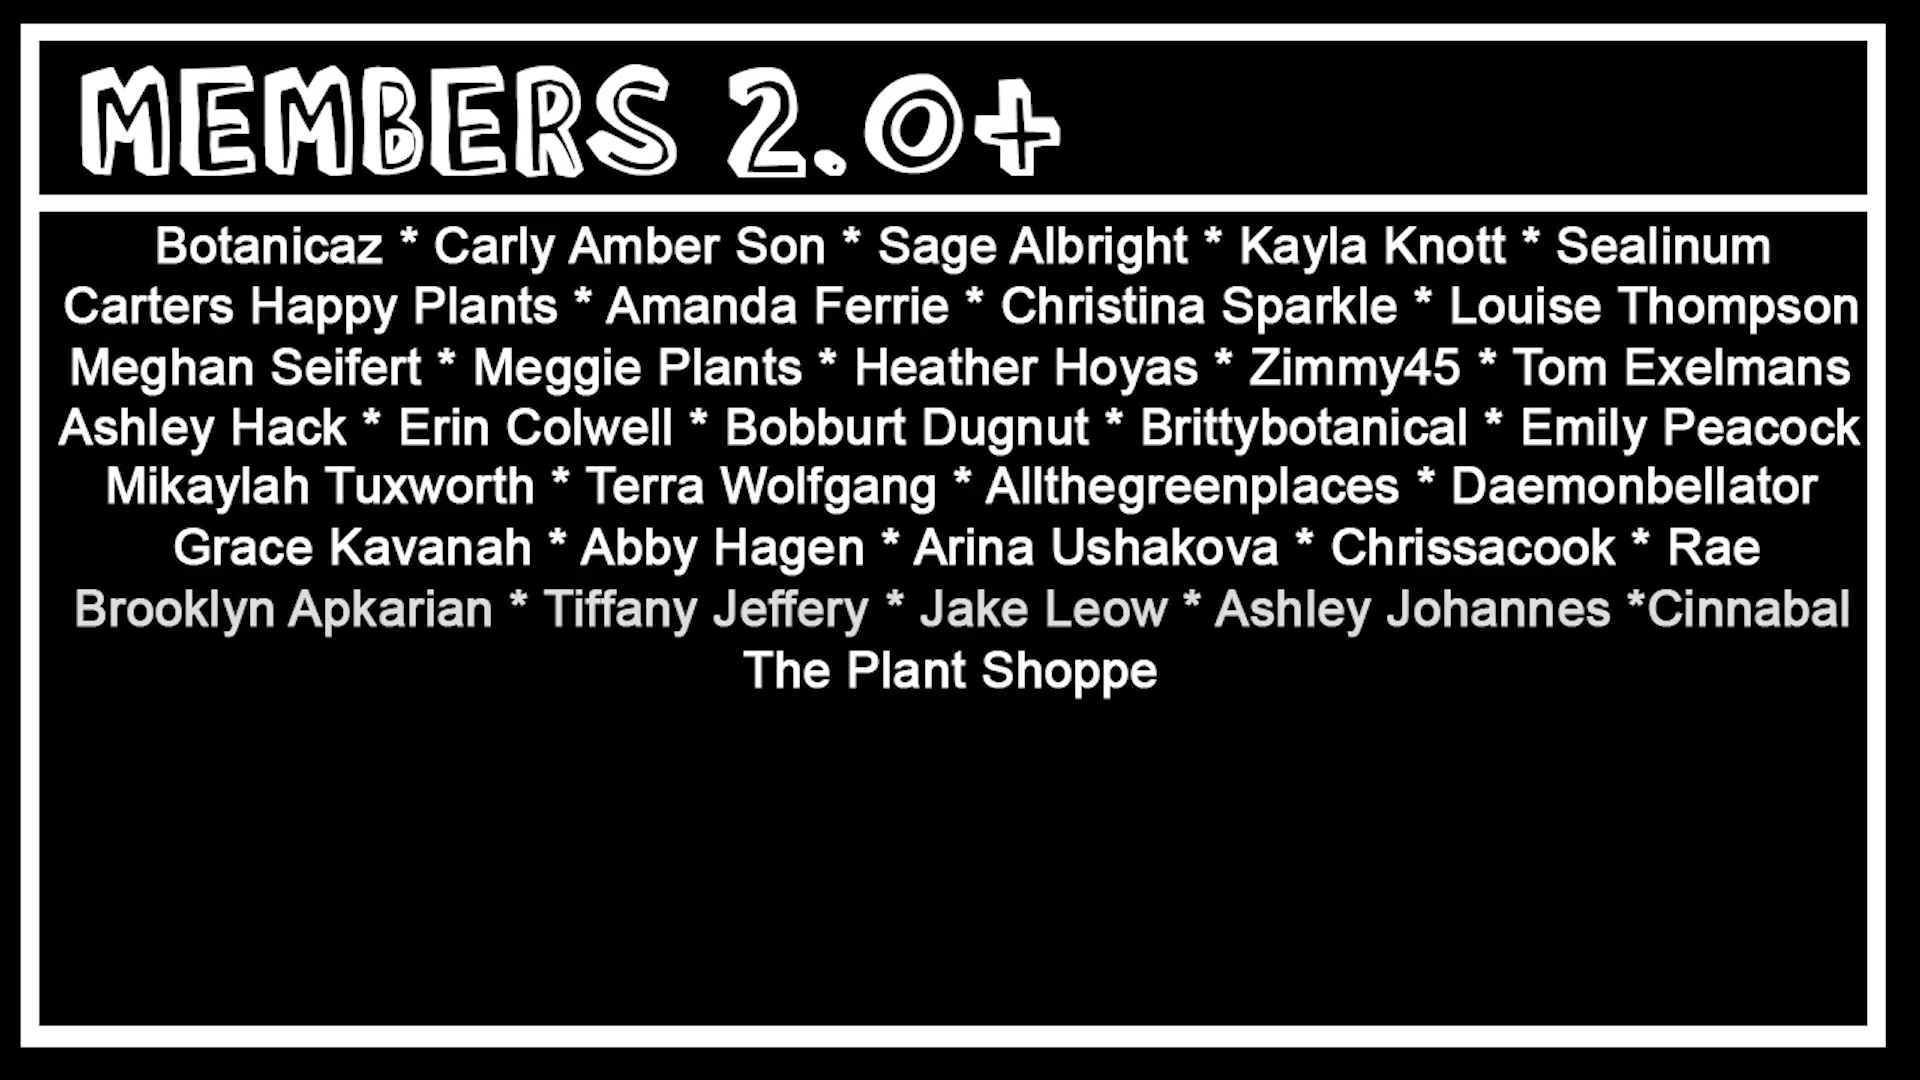 MEMBERS 2.0+
Botanicaz * Carly Amber Son * Sage Albright * Kayla Knott * Sealinum
Carters Happy Plants * Amanda Ferrie * Christina Sparkle * Louise Thompson
Meghan Seifert * Meggie Plants * Heather Hoyas * Zimmy45 * Tom Exelmans
Ashley Hack * Erin Colwell * Bobburt Dugnut * Brittybotanical * Emily Peacock
Mikaylah Tuxworth * Terra Wolfgang * Allthegreenplaces * Daemonbellator
Grace Kavanah * Abby Hagen * Arina Ushakova * Chrissacook * Rae
Brooklyn Apkarian * Tiffany Jeffery * Jake Leow * Ashley Johannes *Cinnabal
The Plant Shoppe